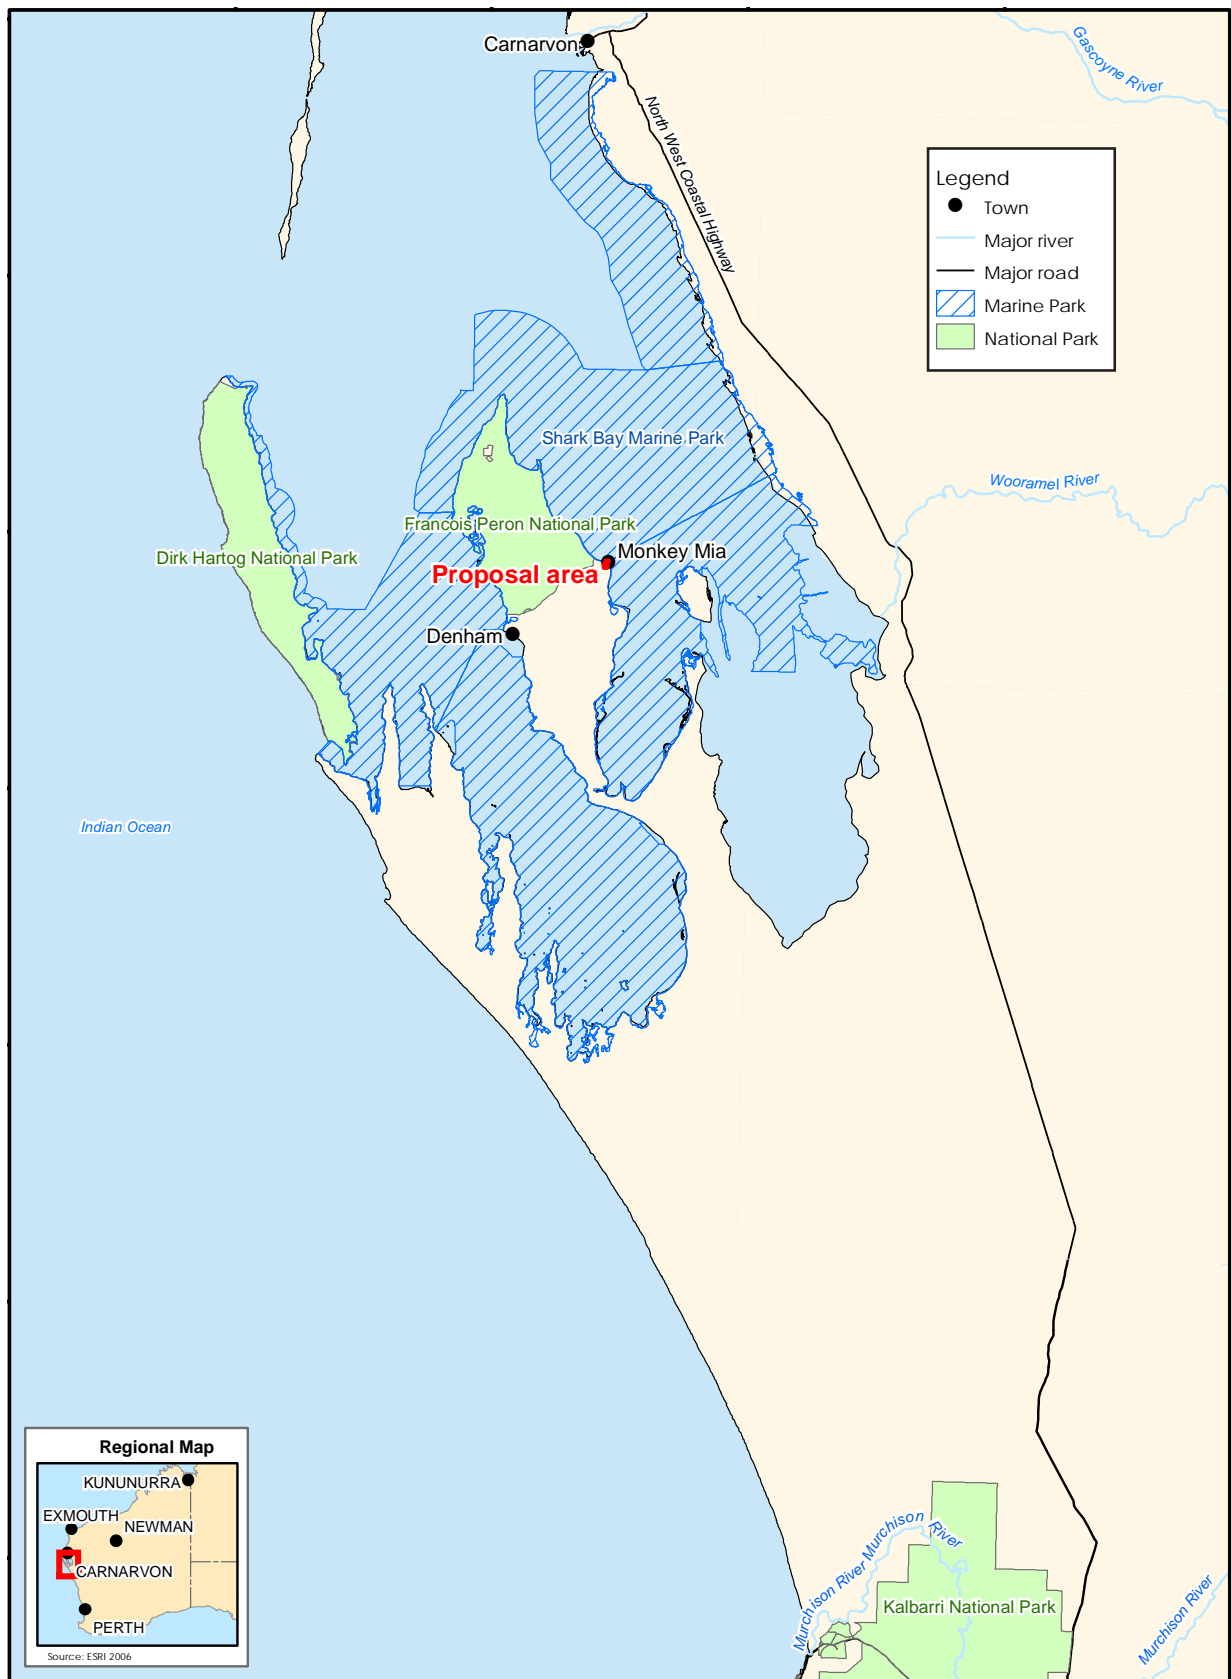 Carnarvon
Gascoyne River
North West Coastal Highway
Legend
Town
Major river
Major road
Marine Park
National Park
Shark Bay Marine Park
Wooramel River
Francois Peron National Park
Dirk Hartog National Park
Monkey Mia
Proposal area
Denham
Indian Ocean
Regional Map
KUNUNURRA
EXMOUTH
NEWMAN
CARNARVON
PERTH
Source: ESRI 2006
Murchison River
Murchison River
Kalbarri National Park
Murchison River